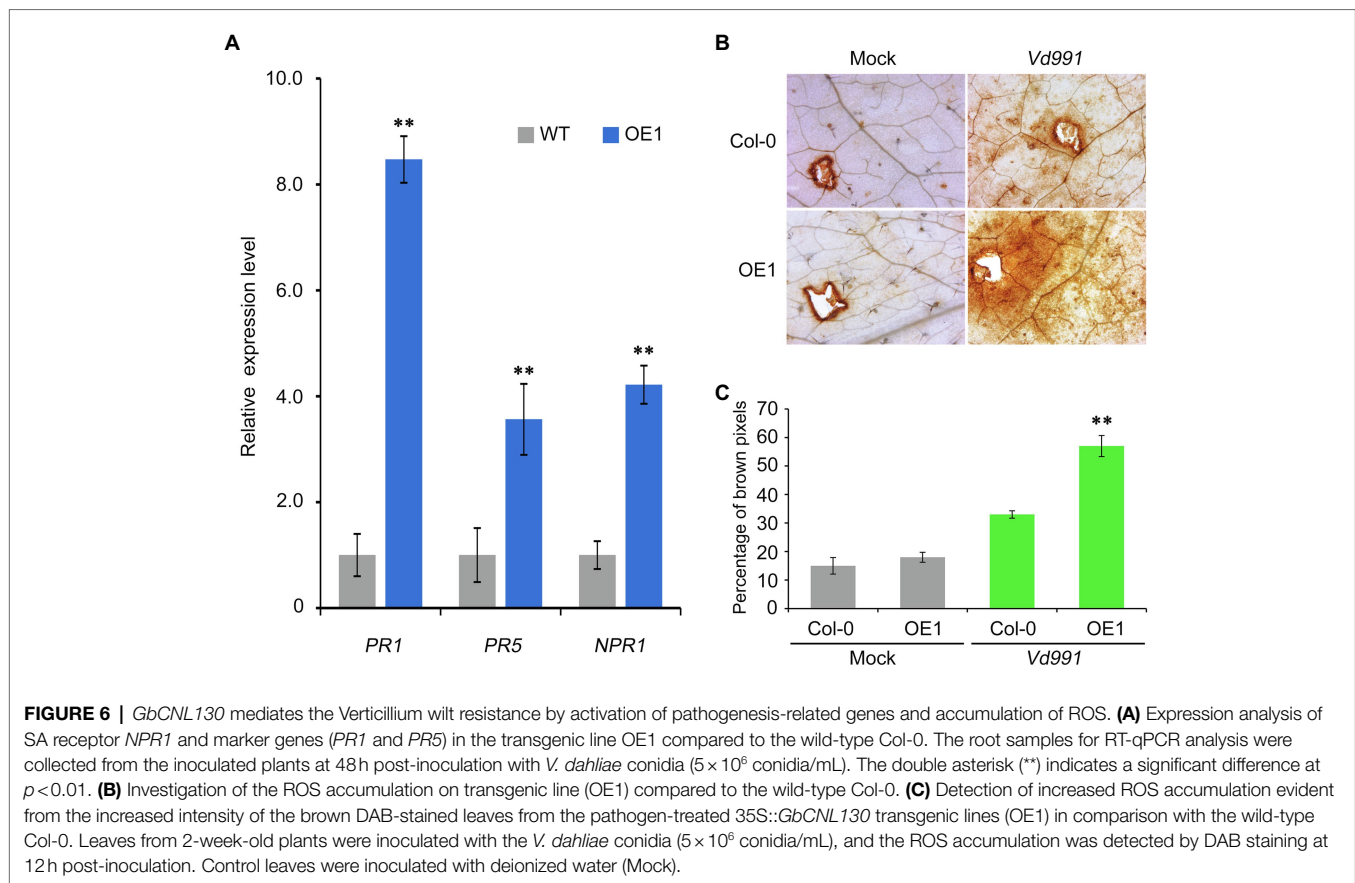 A
10.0
8.0
6.0
4.0
2.0
0
Relative expression level
**
**
**
WT
OE1
PR1
PR5
NPR1
B
Mock
Vd991
Col-0
OE1
C
70
60
50
40
30
20
10
0
Percentage of brown pixels
**
Col-0
OE1
Col-0
OE1
Mock
Vd991
FIGURE 6 | GbCNL130 mediates the Verticillium wilt resistance by activation of pathogenesis-related genes and accumulation of ROS. (A) Expression analysis of
SA receptor NPR1 and marker genes (PR1 and PR5) in the transgenic line OE1 compared to the wild-type Col-0. The root samples for RT-qPCR analysis were
collected from the inoculated plants at 48 h post-inoculation with V. dahliae conidia (5 × 10⁶ conidia/mL). The double asterisk (**) indicates a significant difference at
p < 0.01. (B) Investigation of the ROS accumulation on transgenic line (OE1) compared to the wild-type Col-0. (C) Detection of increased ROS accumulation evident
from the increased intensity of the brown DAB-stained leaves from the pathogen-treated 35S::GbCNL130 transgenic lines (OE1) in comparison with the wild-type
Col-0. Leaves from 2-week-old plants were inoculated with the V. dahliae conidia (5 × 10⁶ conidia/mL), and the ROS accumulation was detected by DAB staining at
12 h post-inoculation. Control leaves were inoculated with deionized water (Mock).